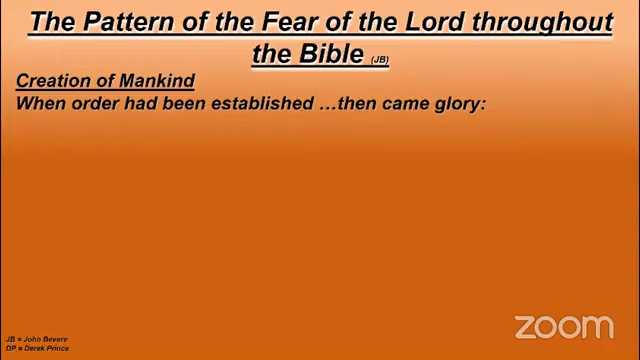 The Pattern of the Fear of the Lord throughout
the Bible (JB)
Creation of Mankind
When order had been established ...then came glory:
JB = John Bevere
DP = Derek Prince
zoom